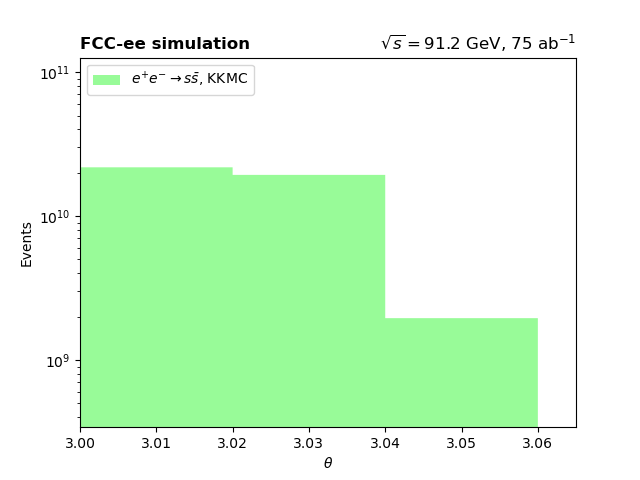 FCC-ee simulation
√s = 91.2 GeV, 75 ab⁻¹
e⁺e⁻ → ss̄, KKMC
10¹¹
10¹⁰
10⁹
Events
3.00 3.01 3.02 3.03 3.04 3.05 3.06
θ